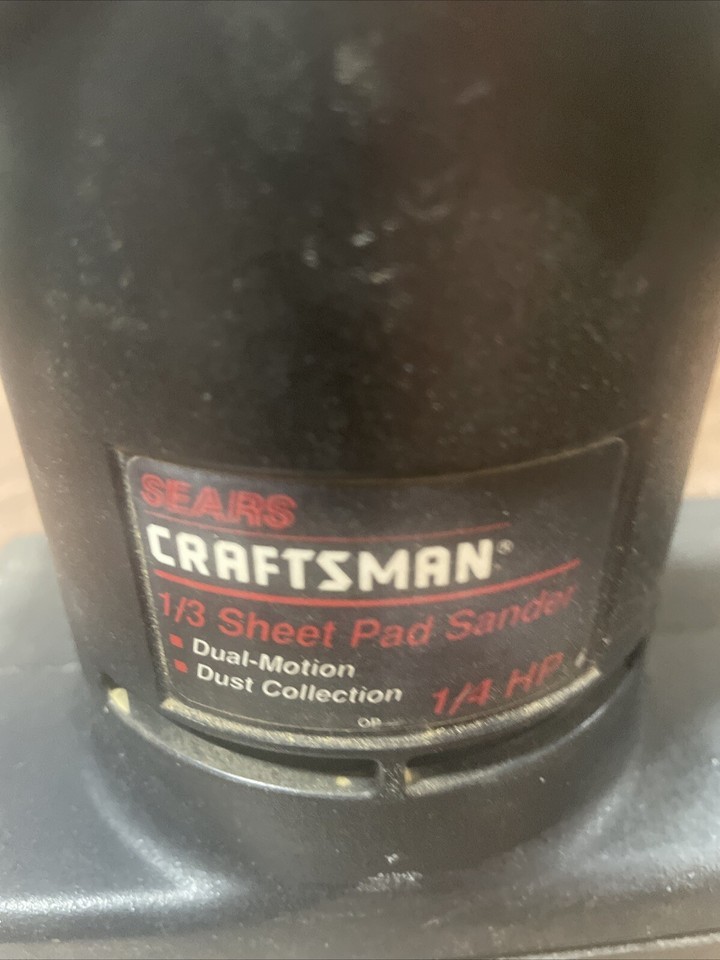 SEARS
CRAFTSMAN®
1/3 Sheet Pad Sander
▪ Dual-Motion
▪ Dust Collection
1/4 HP